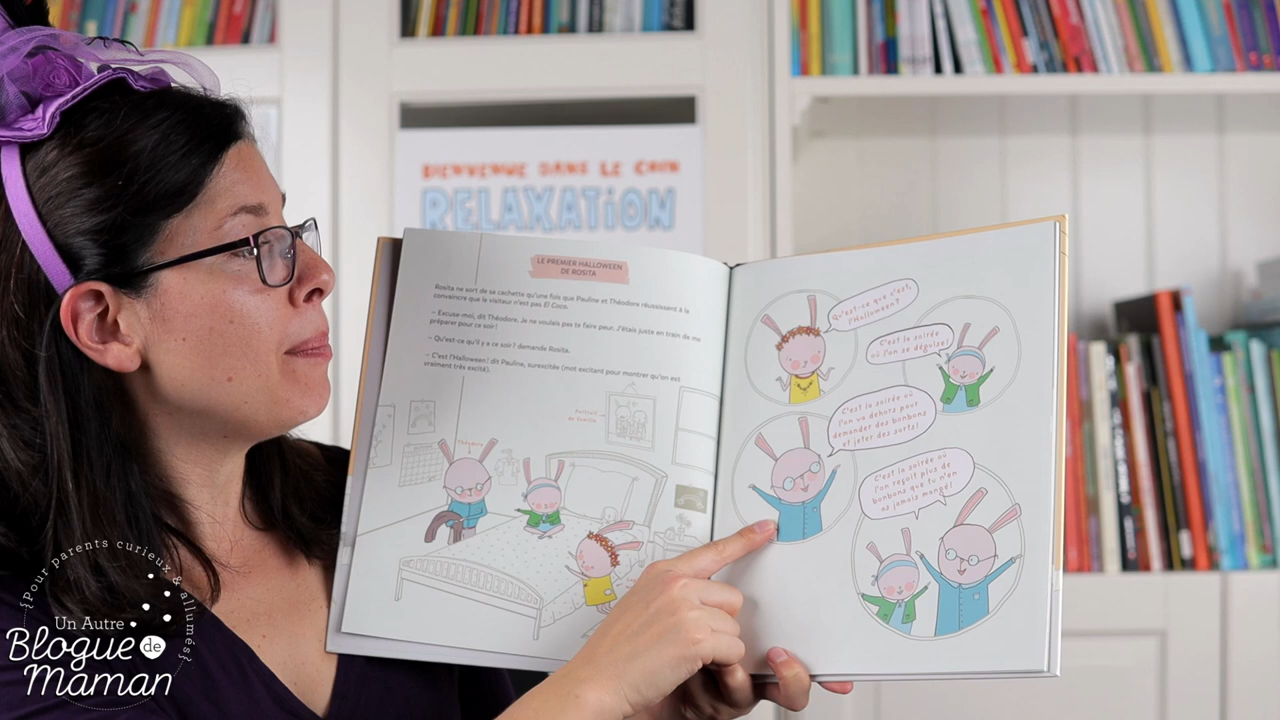 BIENVENUE DANS LE COIN
RELAXATION
LE PREMIER HALLOWEEN
DE ROSITA
Rosita ne sort de sa cachette qu'une fois que Pauline et Théodore réussissent à la
convaincre que le visiteur n'est pas El Coco.
– Excuse-moi, dit Théodore. Je ne voulais pas te faire peur. J'étais juste en train de me
préparer pour ce soir!
– Qu'est-ce qu'il y a ce soir? demande Rosita.
– C'est l'Halloween! dit Pauline, surexcitée (mot excitant pour montrer qu'on est
vraiment très excité).
Portrait
de famille
Théodore
Qu'est-ce que c'est,
l'Halloween?
C'est la soirée
où l'on se déguise!
C'est la soirée où
l'on va dehors pour
demander des bonbons
et jeter des sorts!
C'est la soirée où
l'on reçoit plus de
bonbons que tu n'en
as jamais mangé!
{Pour parents curieux & allumés}
Un Autre
Blogue de
Maman